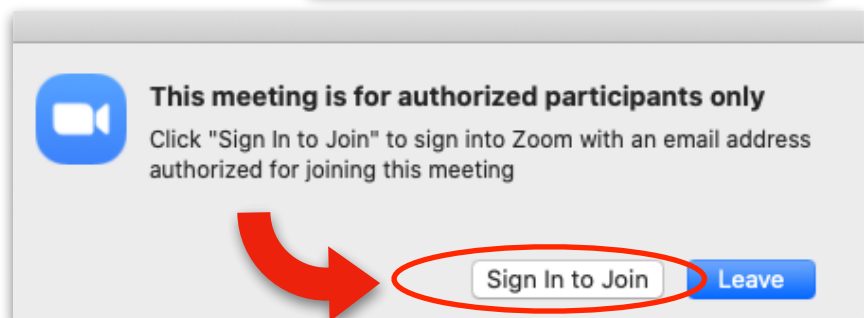 This meeting is for authorized participants only
Click "Sign In to Join" to sign into Zoom with an email address
authorized for joining this meeting
Sign In to Join
Leave